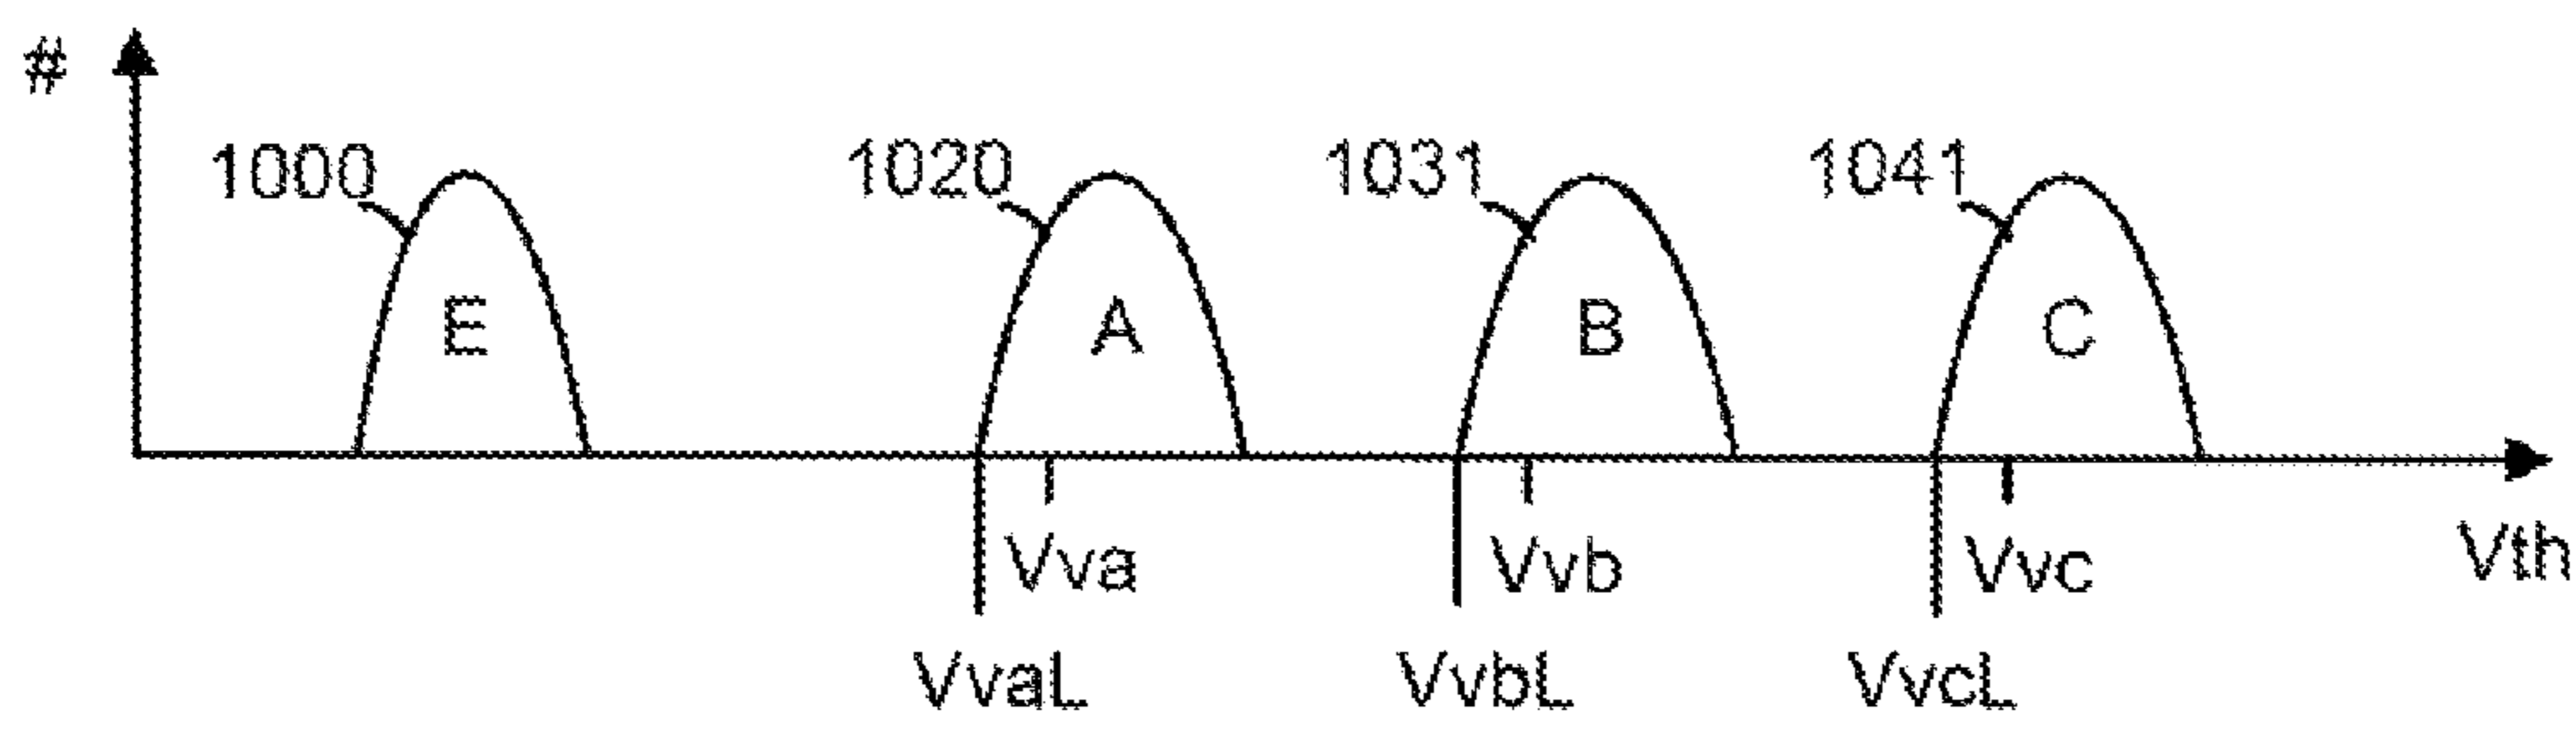 #
1000 1020 1031 1041
E A B C
Vva Vvb Vvc Vth
VvaL VvbL VvcL